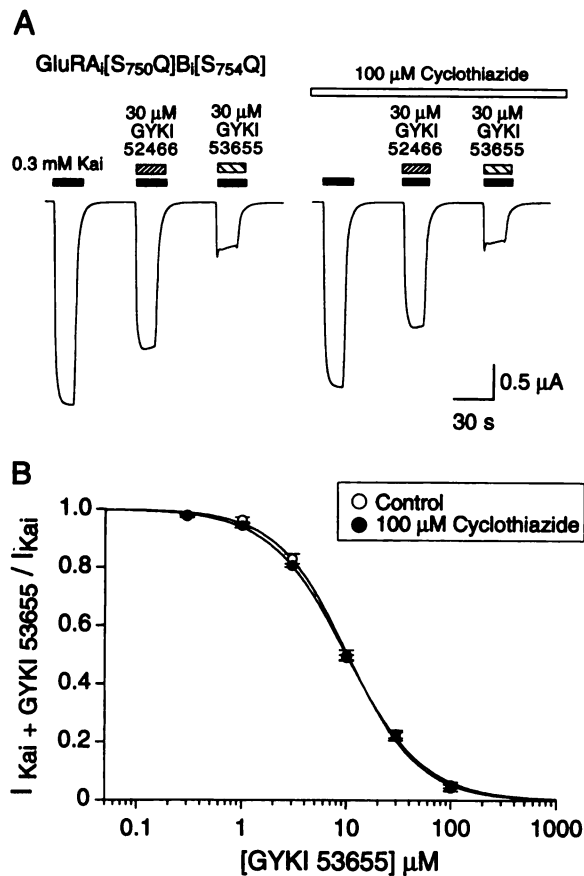 A
GluRAi[S750Q]Bi[S754Q]
100 µM Cyclothiazide
30 µM
GYKI
52466
30 µM
GYKI
53655
30 µM
GYKI
52466
30 µM
GYKI
53655
0.3 mM Kai
0.5 µA
30 s
B
Control
100 µM Cyclothiazide
I Kai + GYKI 53655 / IKai
1.0
0.8
0.6
0.4
0.2
0
0.1
1
10
100
1000
[GYKI 53655] µM